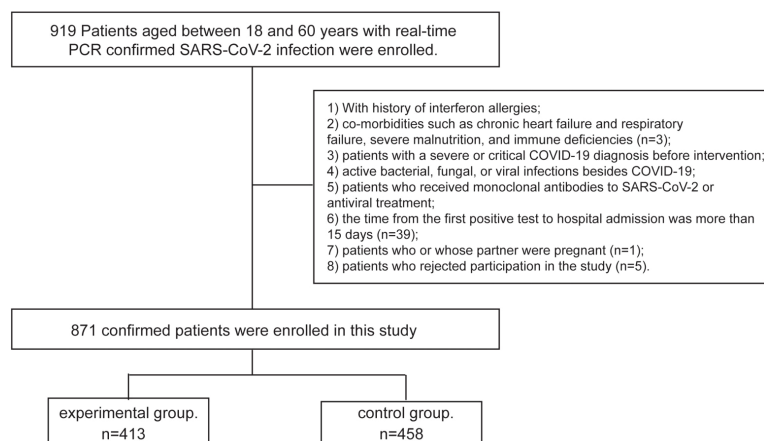 919 Patients aged between 18 and 60 years with real-time
PCR confirmed SARS-CoV-2 infection were enrolled.
1) With history of interferon allergies;
2) co-morbidities such as chronic heart failure and respiratory
failure, severe malnutrition, and immune deficiencies (n=3);
3) patients with a severe or critical COVID-19 diagnosis before intervention;
4) active bacterial, fungal, or viral infections besides COVID-19;
5) patients who received monoclonal antibodies to SARS-CoV-2 or
antiviral treatment;
6) the time from the first positive test to hospital admission was more than
15 days (n=39);
7) patients who or whose partner were pregnant (n=1);
8) patients who rejected participation in the study (n=5).
871 confirmed patients were enrolled in this study
experimental group.
n=413
control group.
n=458